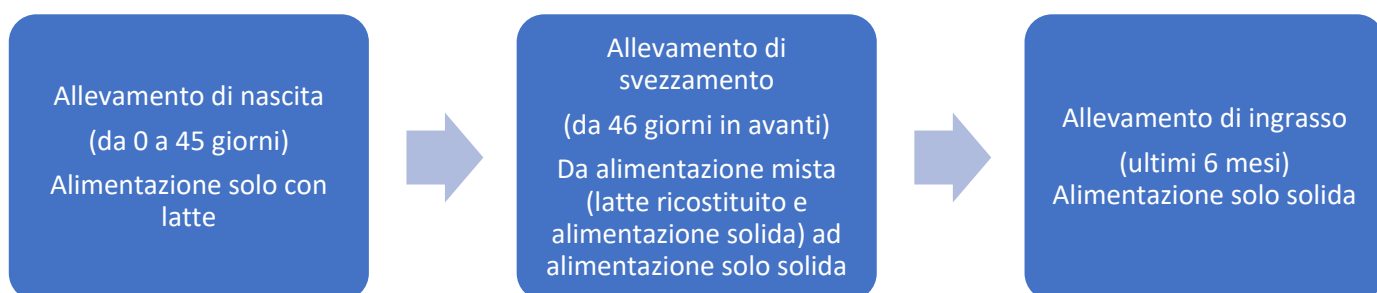 Allevamento di nascita
(da 0 a 45 giorni)
Alimentazione solo con
latte
Allevamento di
svezzamento
(da 46 giorni in avanti)
Da alimentazione mista
(latte ricostituito e
alimentazione solida) ad
alimentazione solo solida
Allevamento di ingrasso
(ultimi 6 mesi)
Alimentazione solo solida